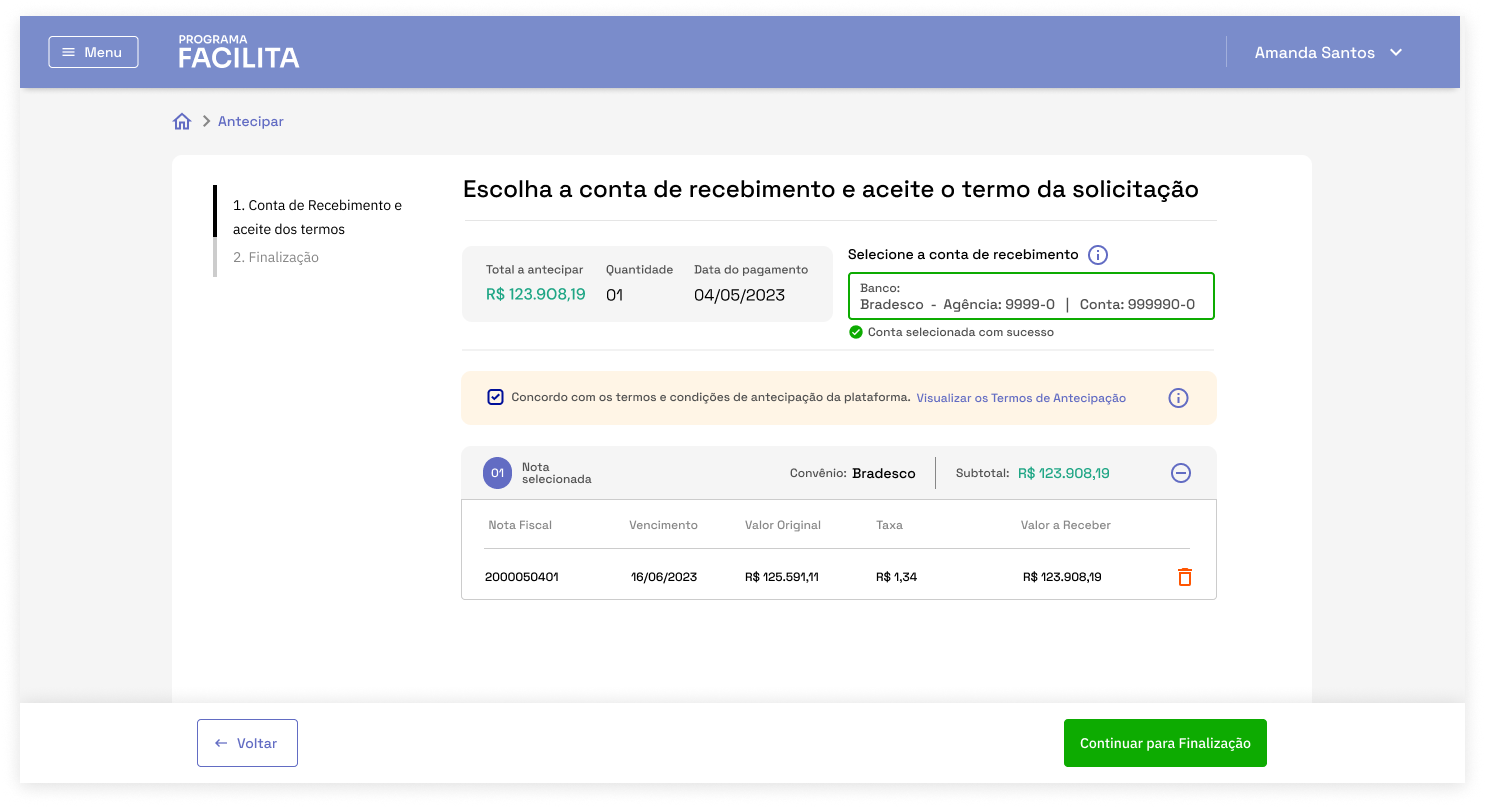 Menu
PROGRAMA
FACILITA
Amanda Santos
Antecipar
1. Conta de Recebimento e
aceite dos termos
2. Finalização
Escolha a conta de recebimento e aceite o termo da solicitação
Total a antecipar Quantidade Data do pagamento
R$ 123.908,19 01 04/05/2023
Selecione a conta de recebimento
Banco:
Bradesco - Agência: 9999-0 | Conta: 999990-0
Conta selecionada com sucesso
Concordo com os termos e condições de antecipação da plataforma. Visualizar os Termos de Antecipação
01 Nota
selecionada
Convênio: Bradesco
Subtotal: R$ 123.908,19
Nota Fiscal Vencimento Valor Original Taxa Valor a Receber
2000050401 16/06/2023 R$ 125.591,11 R$ 1,34 R$ 123.908,19
Voltar
Continuar para Finalização